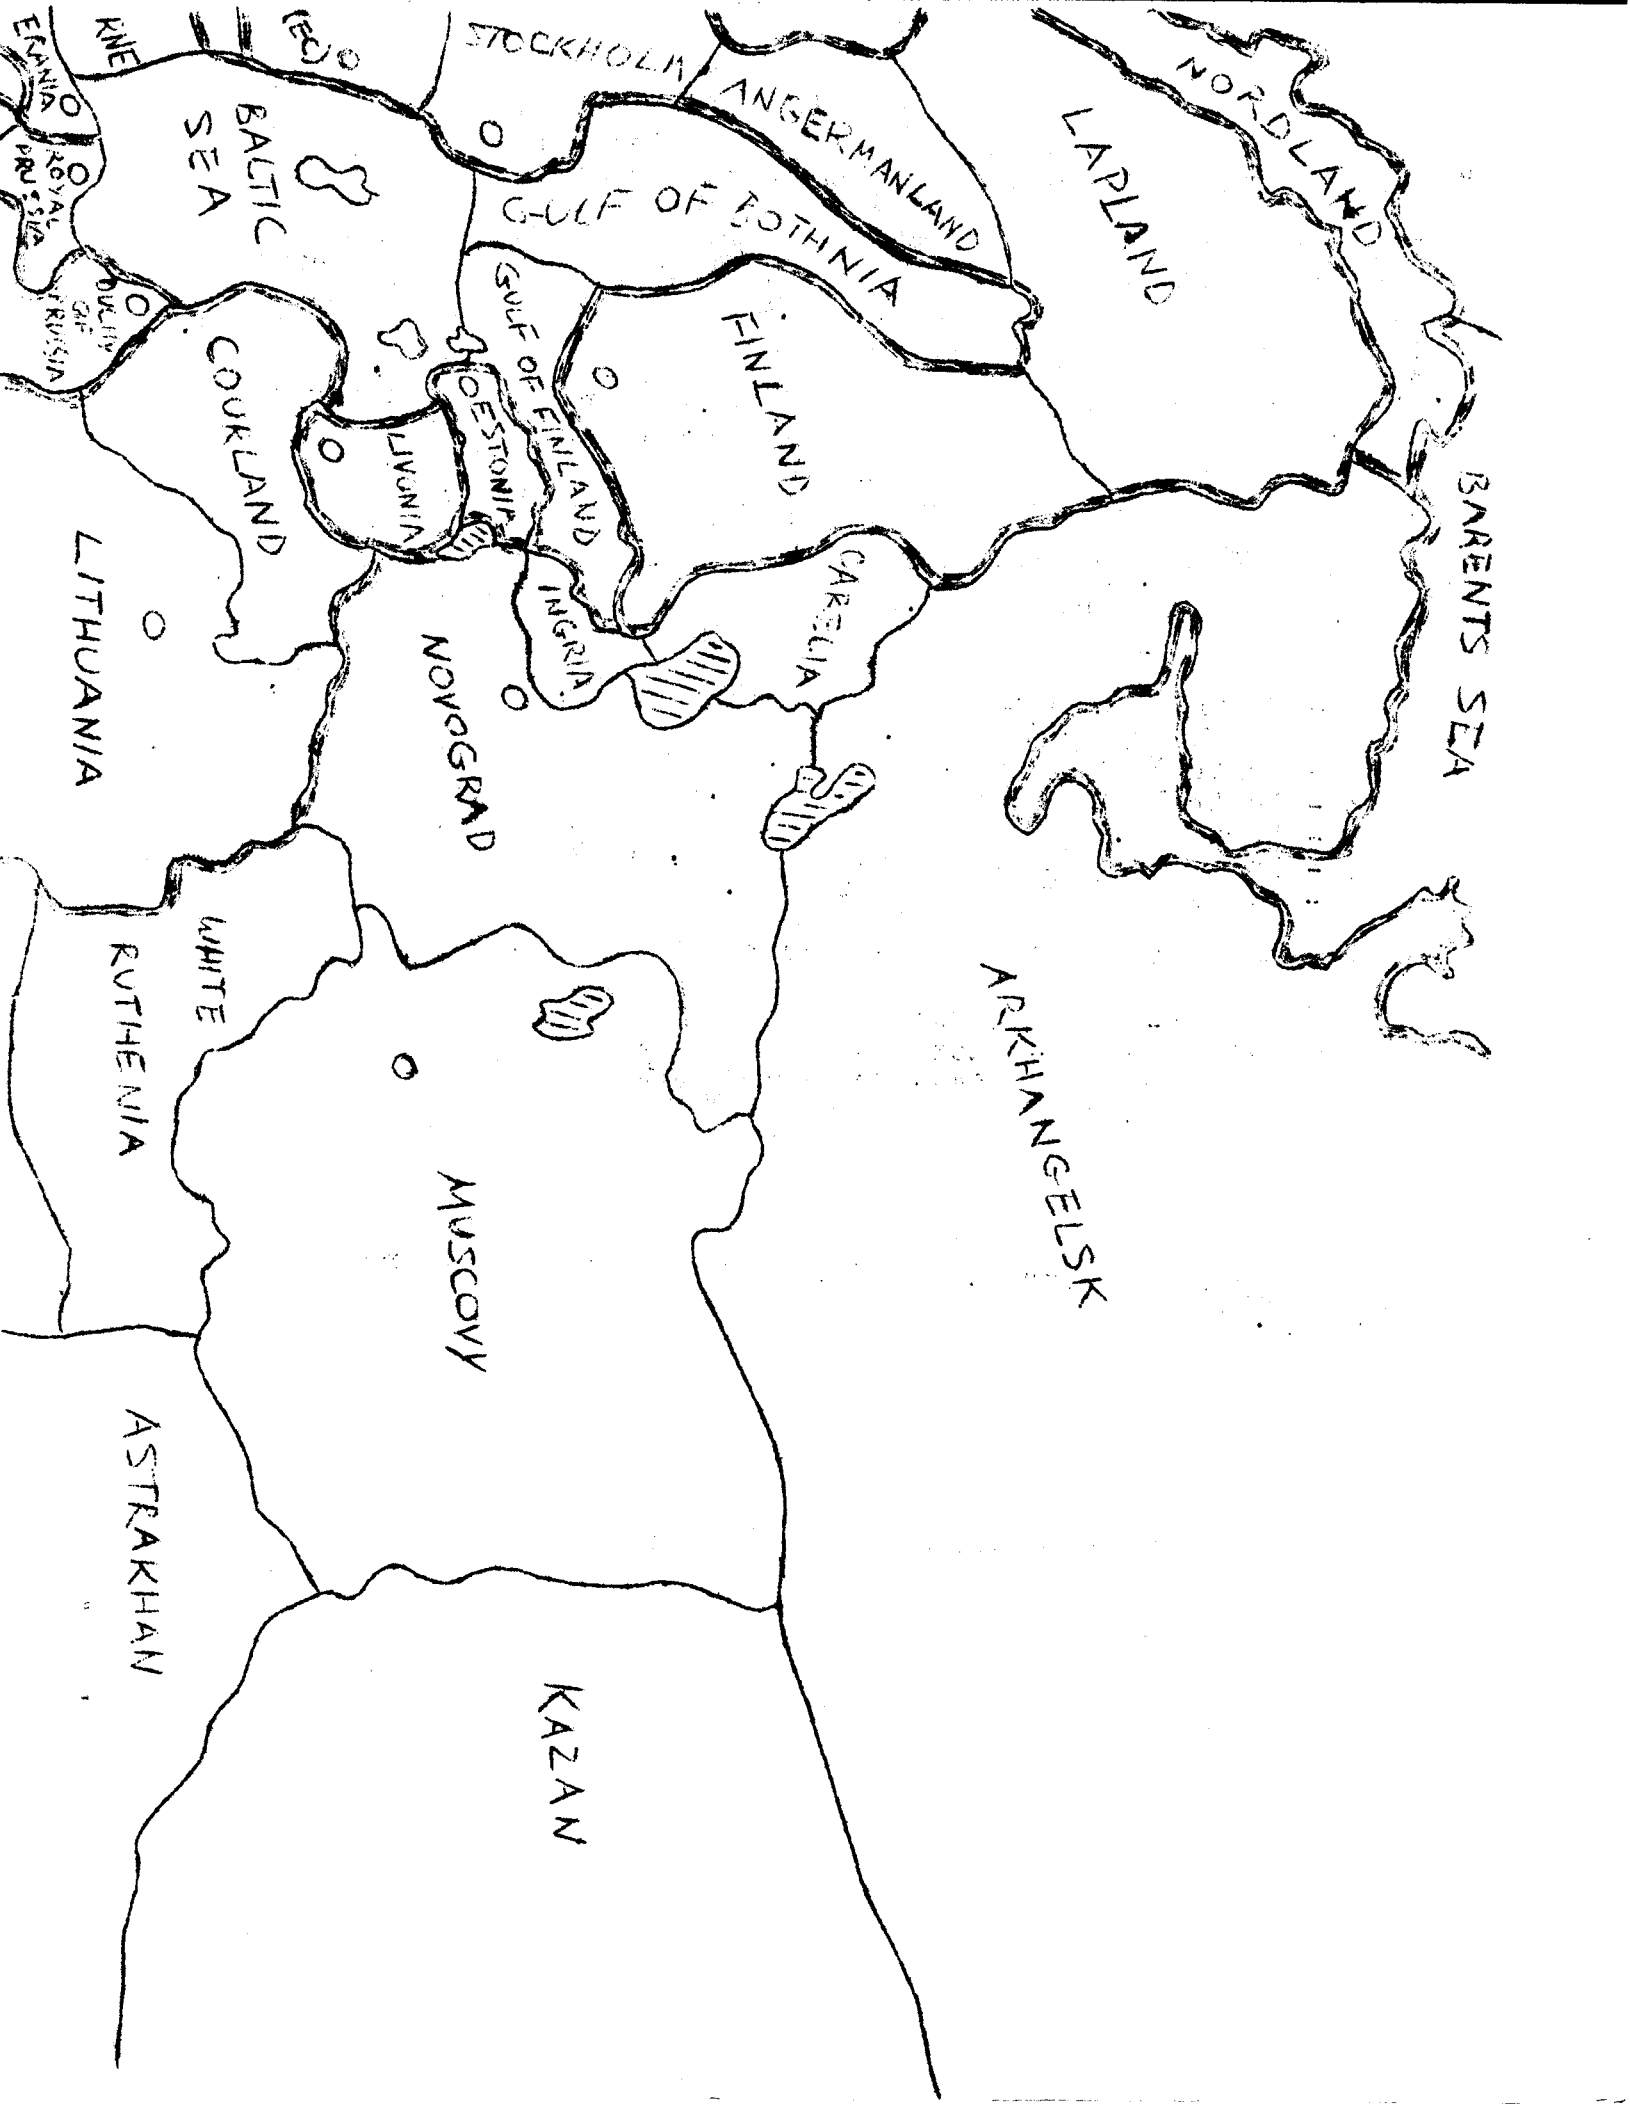 BARENTS SEA
NORDLAND
LAPLAND
ANGERMANLAND
STOCKHOLM
GULF OF BOTHNIA
FINLAND
ARKHANGELSK
CARELIA
GULF OF FINLAND
INGRIA
ESTONIA
LIVONIA
BALTIC
SEA
COURLAND
NOVOGRAD
MUSCOVY
KAZAN
ROYAL
PRUSSIA
DUCHY
OF
PRUSSIA
LITHUANIA
WHITE
RUTHENIA
ASTRAKHAN